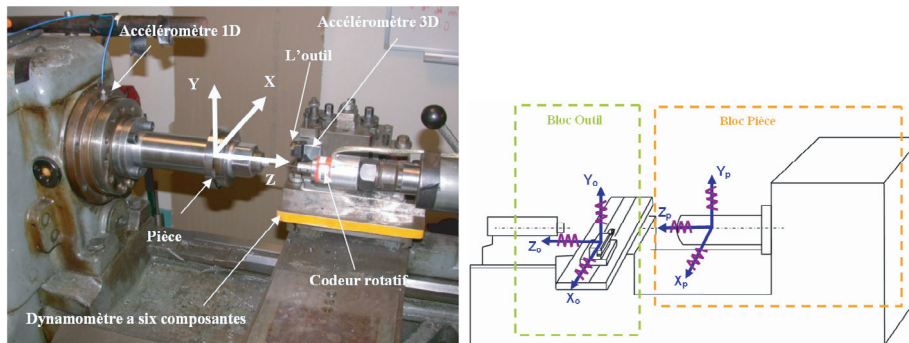 Accéléromètre 1D
Accéléromètre 3D
L'outil
Y
X
Z
Pièce
Codeur rotatif
Dynamomètre a six composantes
Bloc Outil
Bloc Pièce
Yo
Zo
Xo
Yp
Zp
Xp